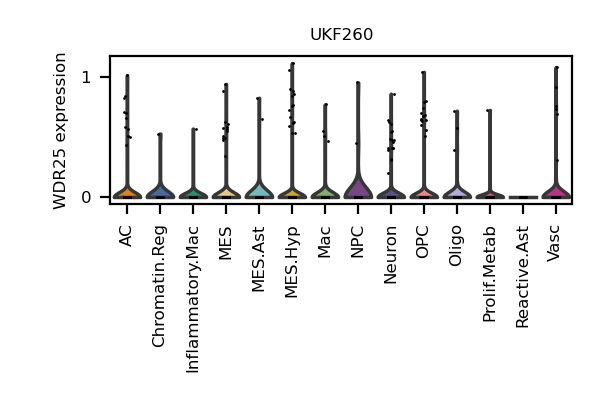 UKF260
WDR25 expression
1
0
AC
Chromatin.Reg
Inflammatory.Mac
MES
MES.Ast
MES.Hyp
Mac
NPC
Neuron
OPC
Oligo
Prolif.Metab
Reactive.Ast
Vasc